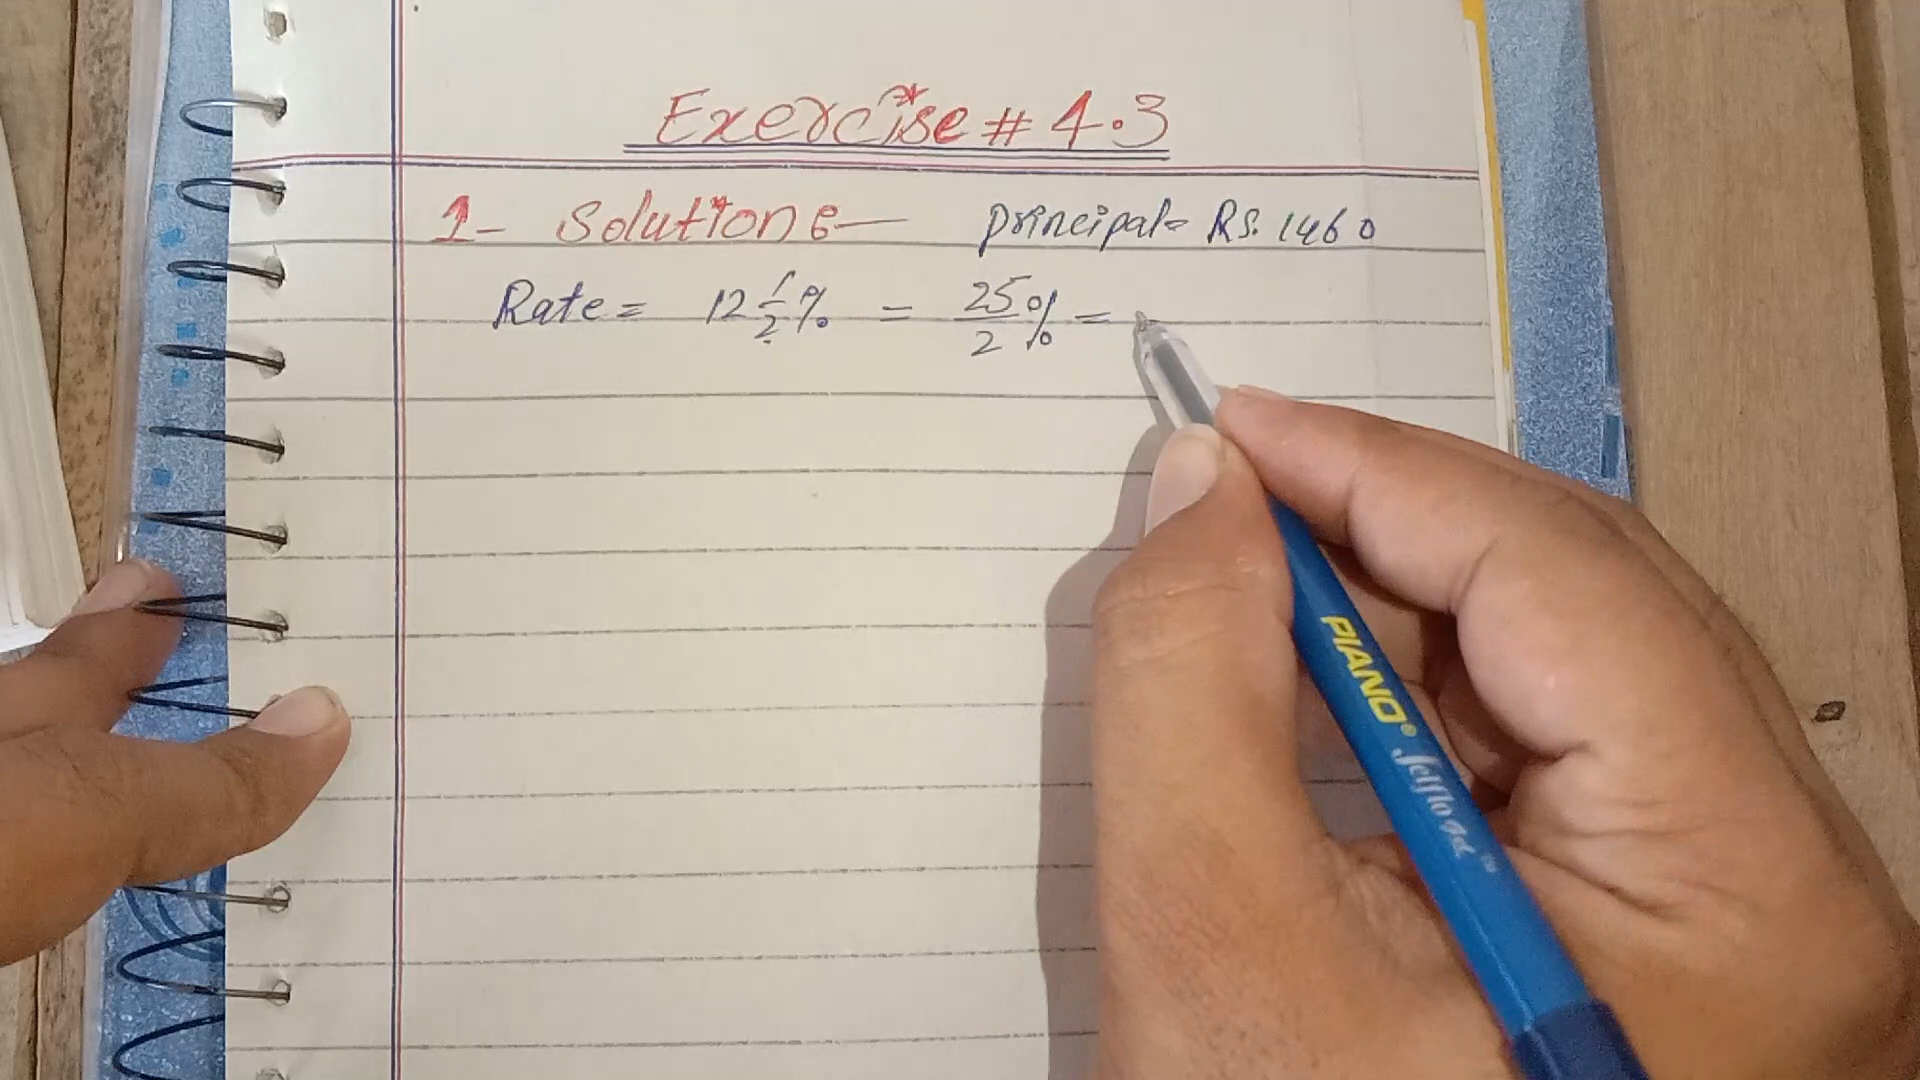 Exercise # 4.3
1- Solution:— Principal= RS. 1460
Rate = 12 1/2 % = 25/2 % =
PIANO